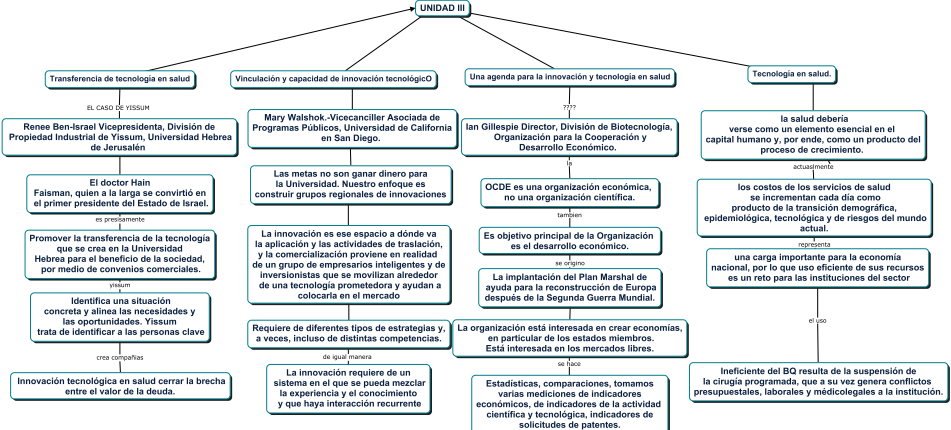 UNIDAD III
Transferencia de tecnología en salud
EL CASO DE YISSUM
Renee Ben-Israel Vicepresidenta, División de
Propiedad Industrial de Yissum, Universidad Hebrea
de Jerusalén
El doctor Hain
Faisman, quien a la larga se convirtió en
el primer presidente del Estado de Israel.
es presisamente
Promover la transferencia de la tecnología
que se crea en la Universidad
Hebrea para el beneficio de la sociedad,
por medio de convenios comerciales.
yissum
Identifica una situación
concreta y alinea las necesidades y
las oportunidades. Yissum
trata de identificar a las personas clave
crea compañias
Innovación tecnológica en salud cerrar la brecha
entre el valor de la deuda.
Vinculación y capacidad de innovación tecnológicO
Mary Walshok.-Vicecanciller Asociada de
Programas Públicos, Universidad de California
en San Diego.
Las metas no son ganar dinero para
la Universidad. Nuestro enfoque es
construir grupos regionales de innovaciones
La innovación es ese espacio a dónde va
la aplicación y las actividades de traslación,
y la comercialización proviene en realidad
de un grupo de empresarios inteligentes y de
inversionistas que se movilizan alrededor
de una tecnología prometedora y ayudan a
colocarla en el mercado
Requiere de diferentes tipos de estrategias y,
a veces, incluso de distintas competencias.
de igual manera
La innovación requiere de un
sistema en el que se pueda mezclar
la experiencia y el conocimiento
y que haya interacción recurrente
Una agenda para la innovación y tecnología en salud
????
Ian Gillespie Director, División de Biotecnología,
Organización para la Cooperación y
Desarrollo Económico.
la
OCDE es una organización económica,
no una organización científica.
tambien
Es objetivo principal de la Organización
es el desarrollo económico.
se origino
La implantación del Plan Marshal de
ayuda para la reconstrucción de Europa
después de la Segunda Guerra Mundial.
La organización está interesada en crear economías,
en particular de los estados miembros.
Está interesada en los mercados libres.
se hace
Estadísticas, comparaciones, tomamos
varias mediciones de indicadores
económicos, de indicadores de la actividad
científica y tecnológica, indicadores de
solicitudes de patentes.
Tecnologia en salud.
la salud debería
verse como un elemento esencial en el
capital humano y, por ende, como un producto del
proceso de crecimiento.
actualsmente
los costos de los servicios de salud
se incrementan cada día como
producto de la transición demográfica,
epidemiológica, tecnológica y de riesgos del mundo
actual.
representa
una carga importante para la economía
nacional, por lo que uso eficiente de sus recursos
es un reto para las instituciones del sector
el uso
Ineficiente del BQ resulta de la suspensión de
la cirugía programada, que a su vez genera conflictos
presupuestales, laborales y médicolegales a la institución.